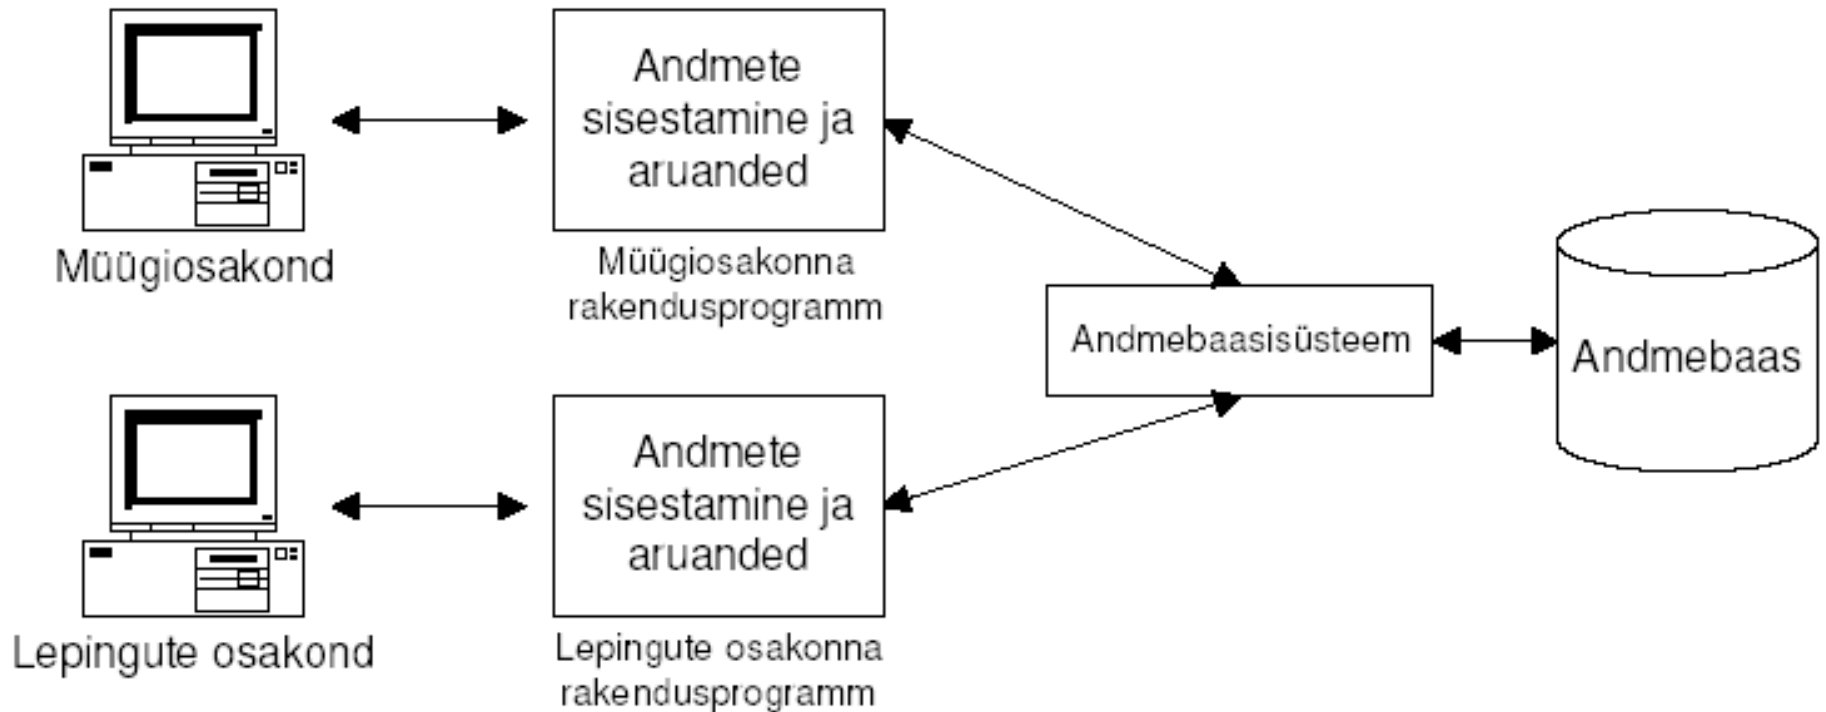 Andmete
sisestamine ja
aruanded
Müügiosakond
Müügiosakonna
rakendusprogramm
Andmebaasisüsteem
Andmebaas
Andmete
sisestamine ja
aruanded
Lepingute osakond
Lepingute osakonna
rakendusprogramm